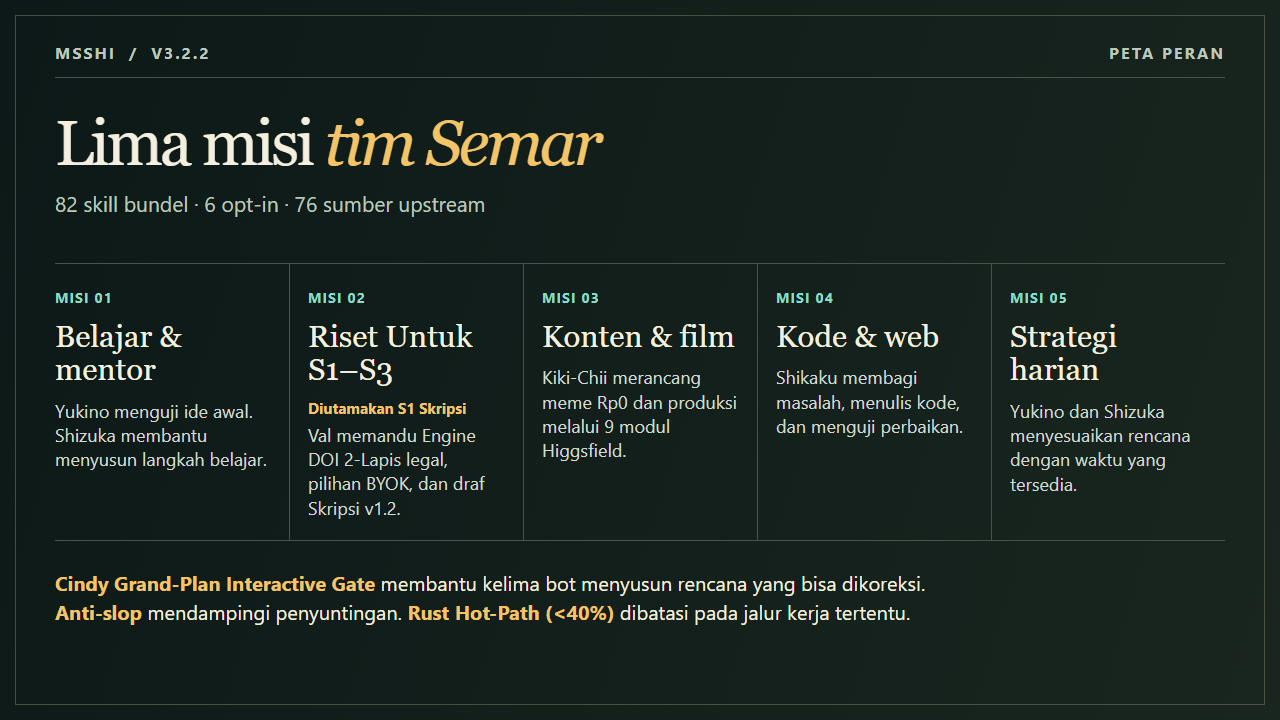 MSSHI / V3.2.2
PETA PERAN
Lima misi tim Semar
82 skill bundel · 6 opt-in · 76 sumber upstream
MISI 01
Belajar &
mentor
Yukino menguji ide awal.
Shizuka membantu
menyusun langkah belajar.
MISI 02
Riset Untuk
S1–S3
Diutamakan S1 Skripsi
Val memandu Engine
DOI 2-Lapis legal,
pilihan BYOK, dan draf
Skripsi v1.2.
MISI 03
Konten & film
Kiki-Chii merancang
meme Rp0 dan produksi
melalui 9 modul
Higgsfield.
MISI 04
Kode & web
Shikaku membagi
masalah, menulis kode,
dan menguji perbaikan.
MISI 05
Strategi
harian
Yukino dan Shizuka
menyesuaikan rencana
dengan waktu yang
tersedia.
Cindy Grand-Plan Interactive Gate membantu kelima bot menyusun rencana yang bisa dikoreksi.
Anti-slop mendampingi penyuntingan. Rust Hot-Path (<40%) dibatasi pada jalur kerja tertentu.